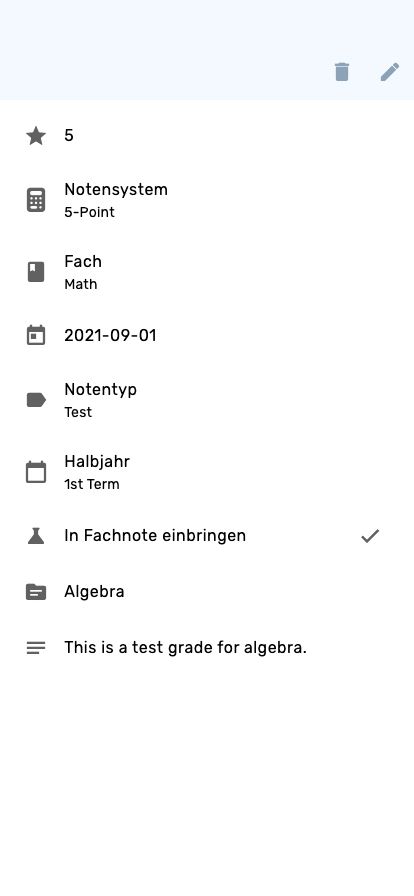 5
Notensystem
5-Point
Fach
Math
2021-09-01
Notentyp
Test
Halbjahr
1st Term
In Fachnote einbringen
Algebra
This is a test grade for algebra.